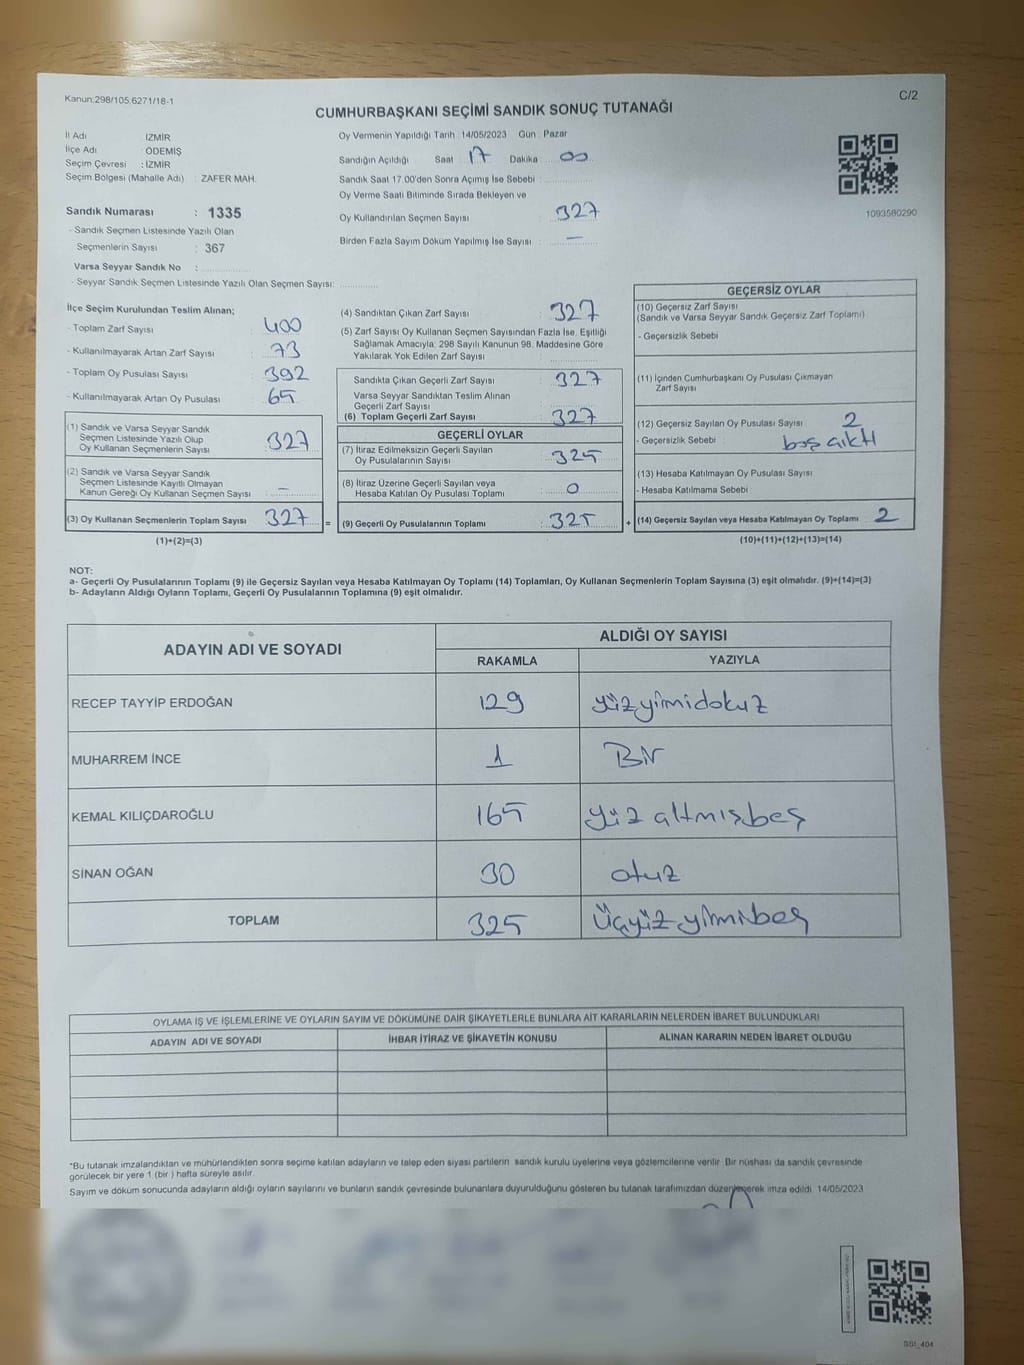 Kanun:298/105,6271/18-1
C/2
CUMHURBAŞKANI SEÇİMİ SANDIK SONUÇ TUTANAĞI
İl Adı İZMİR
İlçe Adı ÖDEMİŞ
Seçim Çevresi : İZMİR
Seçim Bölgesi (Mahalle Adı) : ZAFER MAH.
Sandık Numarası : 1335
- Sandık Seçmen Listesinde Yazılı Olan
Seçmenlerin Sayısı : 367
Varsa Seyyar Sandık No :
- Seyyar Sandık Seçmen Listesinde Yazılı Olan Seçmen Sayısı:
Oy Vermenin Yapıldığı Tarih : 14/05/2023 Gün : Pazar
Sandığın Açıldığı Saat : 17 Dakika : 00
Sandık Saat 17.00'den Sonra Açımış İse Sebebi :
Oy Verme Saati Bitiminde Sırada Bekleyen ve
Oy Kullandırılan Seçmen Sayısı : 327
Birden Fazla Sayım Döküm Yapılmış İse Sayısı : —
1093580290
İlçe Seçim Kurulundan Teslim Alınan;
- Toplam Zarf Sayısı : 400
- Kullanılmayarak Artan Zarf Sayısı : 73
- Toplam Oy Pusulası Sayısı : 392
- Kullanılmayarak Artan Oy Pusulası : 65
(1) Sandık ve Varsa Seyyar Sandık
Seçmen Listesinde Yazılı Olup
Oy Kullanan Seçmenlerin Sayısı : 327
(2) Sandık ve Varsa Seyyar Sandık
Seçmen Listesinde Kayıtlı Olmayan
Kanun Gereği Oy Kullanan Seçmen Sayısı : —
(3) Oy Kullanan Seçmenlerin Toplam Sayısı : 327
(1)+(2)=(3)
(4) Sandıktan Çıkan Zarf Sayısı : 327
(5) Zarf Sayısı Oy Kullanan Seçmen Sayısından Fazla İse, Eşitliği
Sağlamak Amacıyla; 298 Sayılı Kanunun 98. Maddesine Göre
Yakılarak Yok Edilen Zarf Sayısı :
Sandıkta Çıkan Geçerli Zarf Sayısı : 327
Varsa Seyyar Sandıktan Teslim Alınan
Geçerli Zarf Sayısı :
(6) Toplam Geçerli Zarf Sayısı : 327
GEÇERLİ OYLAR
(7) İtiraz Edilmeksizin Geçerli Sayılan
Oy Pusulalarının Sayısı : 325
(8) İtiraz Üzerine Geçerli Sayılan veya
Hesaba Katılan Oy Pusulası Toplamı : 0
= (9) Geçerli Oy Pusulalarının Toplamı : 325 +
GEÇERSİZ OYLAR
(10) Geçersiz Zarf Sayısı
(Sandık ve Varsa Seyyar Sandık Geçersiz Zarf Toplamı)
- Geçersizlik Sebebi
(11) İçinden Cumhurbaşkanı Oy Pusulası Çıkmayan
Zarf Sayısı
(12) Geçersiz Sayılan Oy Pusulası Sayısı 2
- Geçersizlik Sebebi : boş çıktı
(13) Hesaba Katılmayan Oy Pusulası Sayısı
- Hesaba Katılmama Sebebi
(14) Geçersiz Sayılan veya Hesaba Katılmayan Oy Toplamı 2
(10)+(11)+(12)+(13)=(14)
NOT:
a- Geçerli Oy Pusulalarının Toplamı (9) ile Geçersiz Sayılan veya Hesaba Katılmayan Oy Toplamı (14) Toplamları, Oy Kullanan Seçmenlerin Toplam Sayısına (3) eşit olmalıdır. (9)+(14)=(3)
b- Adayların Aldığı Oyların Toplamı, Geçerli Oy Pusulalarının Toplamına (9) eşit olmalıdır.
ADAYIN ADI VE SOYADI
ALDIĞI OY SAYISI
RAKAMLA YAZIYLA
RECEP TAYYİP ERDOĞAN 129 yüzyirmidokuz
MUHARREM İNCE 1 Bir
KEMAL KILIÇDAROĞLU 165 yüz altmışbeş
SİNAN OĞAN 30 otuz
TOPLAM 325 üçyüz yirmibeş
OYLAMA İŞ VE İŞLEMLERİNE VE OYLARIN SAYIM VE DÖKÜMÜNE DAİR ŞİKAYETLERLE BUNLARA AİT KARARLARIN NELERDEN İBARET BULUNDUKLARI
ADAYIN ADI VE SOYADI İHBAR İTİRAZ VE ŞİKAYETİN KONUSU ALINAN KARARIN NEDEN İBARET OLDUĞU
*Bu tutanak imzalandıktan ve mühürlendikten sonra seçime katılan adayların ve talep eden siyasi partilerin sandık kurulu üyelerine veya gözlemcilerine verilir. Bir nüshası da sandık çevresinde
görülecek bir yere 1 (bir ) hafta süreyle asılır.
Sayım ve döküm sonucunda adayların aldığı oyların sayılarını ve bunların sandık çevresinde bulunanlara duyurulduğunu gösteren bu tutanak tarafımızdan düzenlenerek imza edildi. 14/05/2023